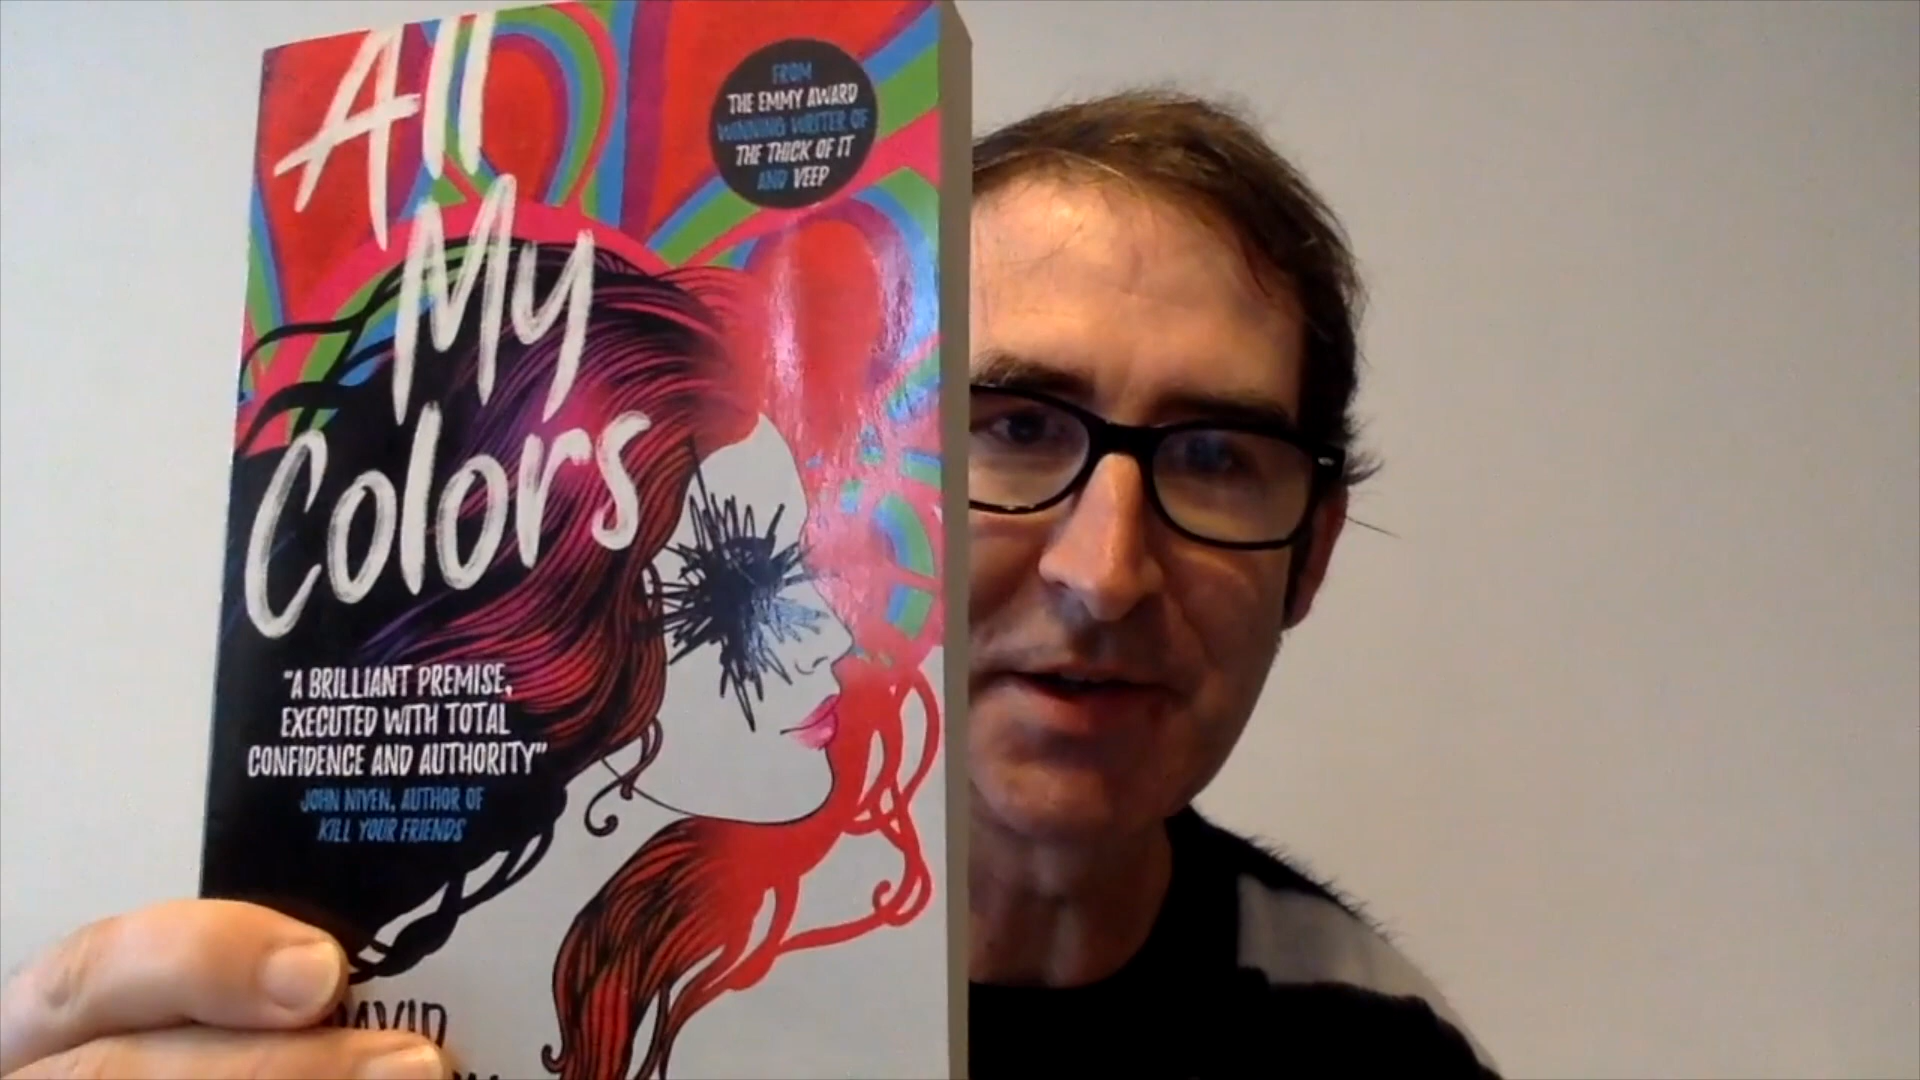 All
My
Colors
FROM
THE EMMY AWARD
WINNING WRITER OF
THE THICK OF IT
AND VEEP
"A BRILLIANT PREMISE,
EXECUTED WITH TOTAL
CONFIDENCE AND AUTHORITY"
JOHN NIVEN, AUTHOR OF
KILL YOUR FRIENDS
DAVID